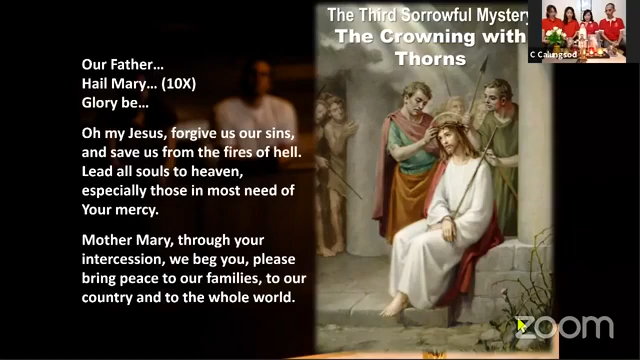 The Third Sorrowful Mystery
The Crowning with
Thorns
Our Father…
Hail Mary… (10X)
Glory be…
Oh my Jesus, forgive us our sins,
and save us from the fires of hell.
Lead all souls to heaven,
especially those in most need of
Your mercy.
Mother Mary, through your
intercession, we beg you, please
bring peace to our families, to our
country and to the whole world.
C Calungsod
zoom